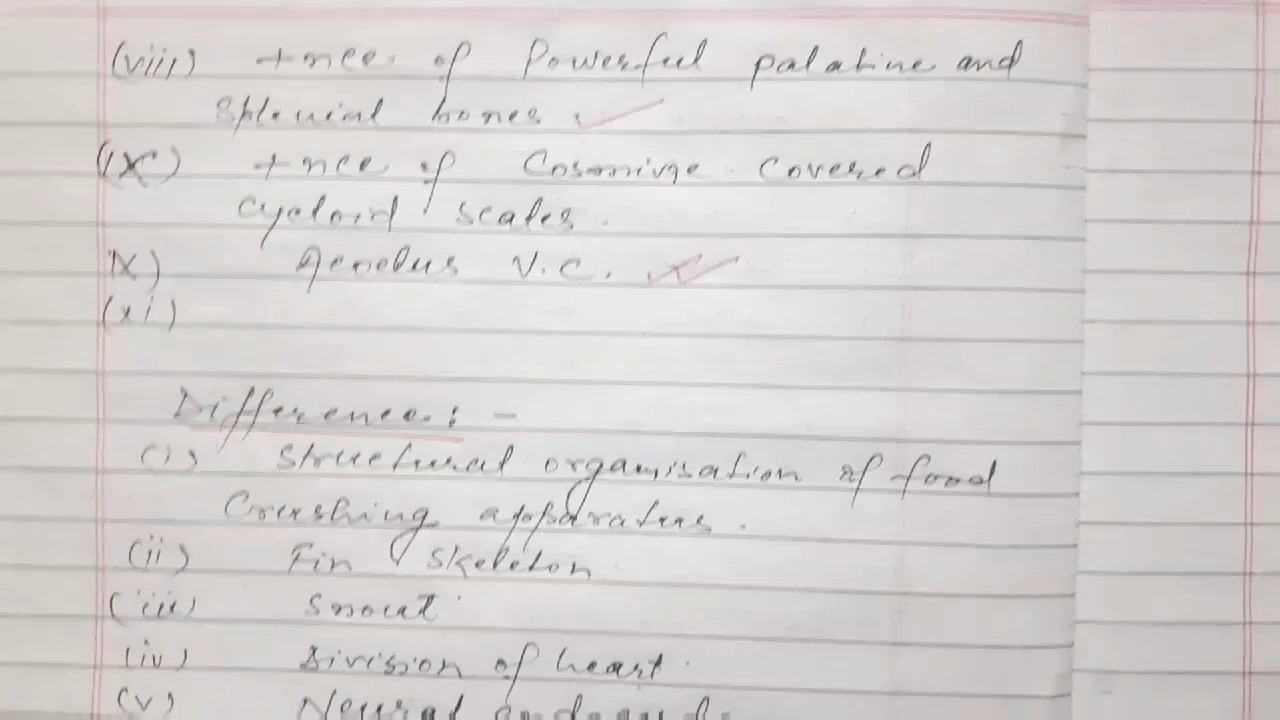 (viii) +nce of Powerful palatine and
Splenial bones
(ix) +nce of Cosmine covered
cycloid scales.
x) V.C.
(xi)
Difference : -
(i) Structural organisation of food
Crushing apparatus.
(ii) Fin skeleton
(iii) Snout
(iv) Division of heart.
(v) Neural